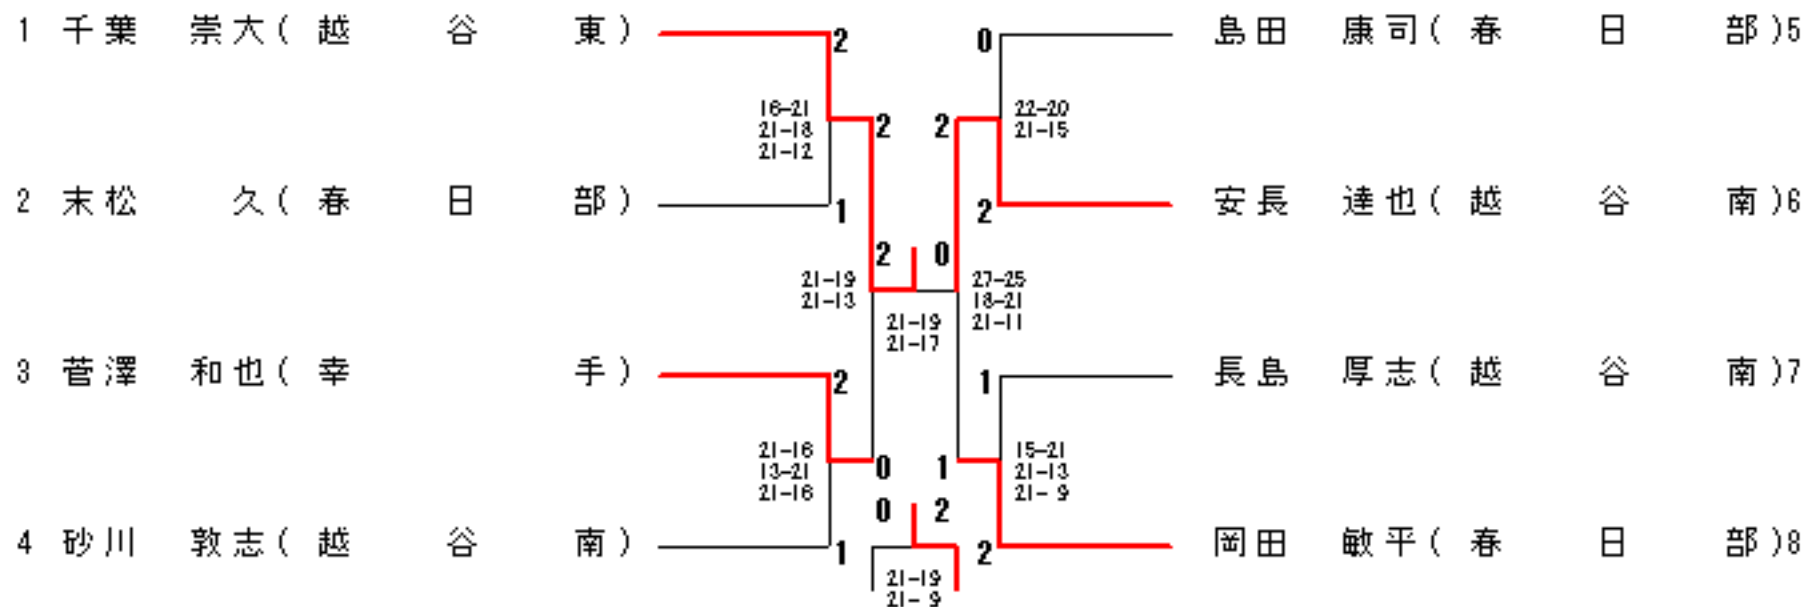 1 千葉 崇大(越谷東) 2 0 島田 康司(春日部)5
16-21 22-20
21-18 2 2 21-15
21-12
2 末松 久(春日部) 1 2 安長 達也(越谷南)6
2 0
21-19 27-25
21-13 18-21
21-19 21-11
21-17
3 菅澤 和也(幸手) 2 1 長島 厚志(越谷南)7
21-16 15-21
13-21 0 1 21-13
21-16 21- 9
0 2
4 砂川 敦志(越谷南) 1 2 岡田 敏平(春日部)8
21-19
21- 9